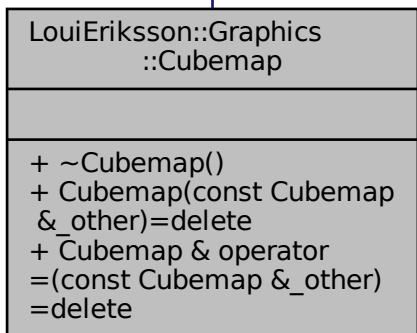 LouiEriksson::Graphics
::Cubemap
+ ~Cubemap()
+ Cubemap(const Cubemap
&_other)=delete
+ Cubemap & operator
=(const Cubemap &_other)
=delete